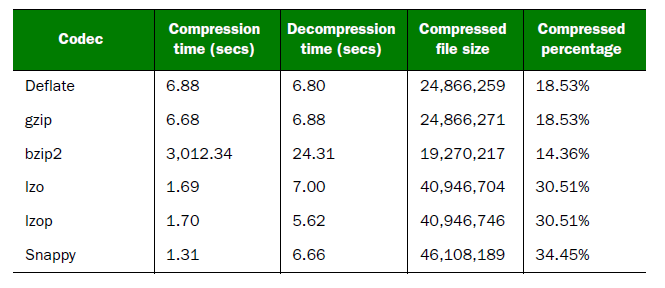 Codec Compression time (secs) Decompression time (secs) Compressed file size Compressed percentage
Deflate 6.88 6.80 24,866,259 18.53%
gzip 6.68 6.88 24,866,271 18.53%
bzip2 3,012.34 24.31 19,270,217 14.36%
lzo 1.69 7.00 40,946,704 30.51%
lzop 1.70 5.62 40,946,746 30.51%
Snappy 1.31 6.66 46,108,189 34.45%